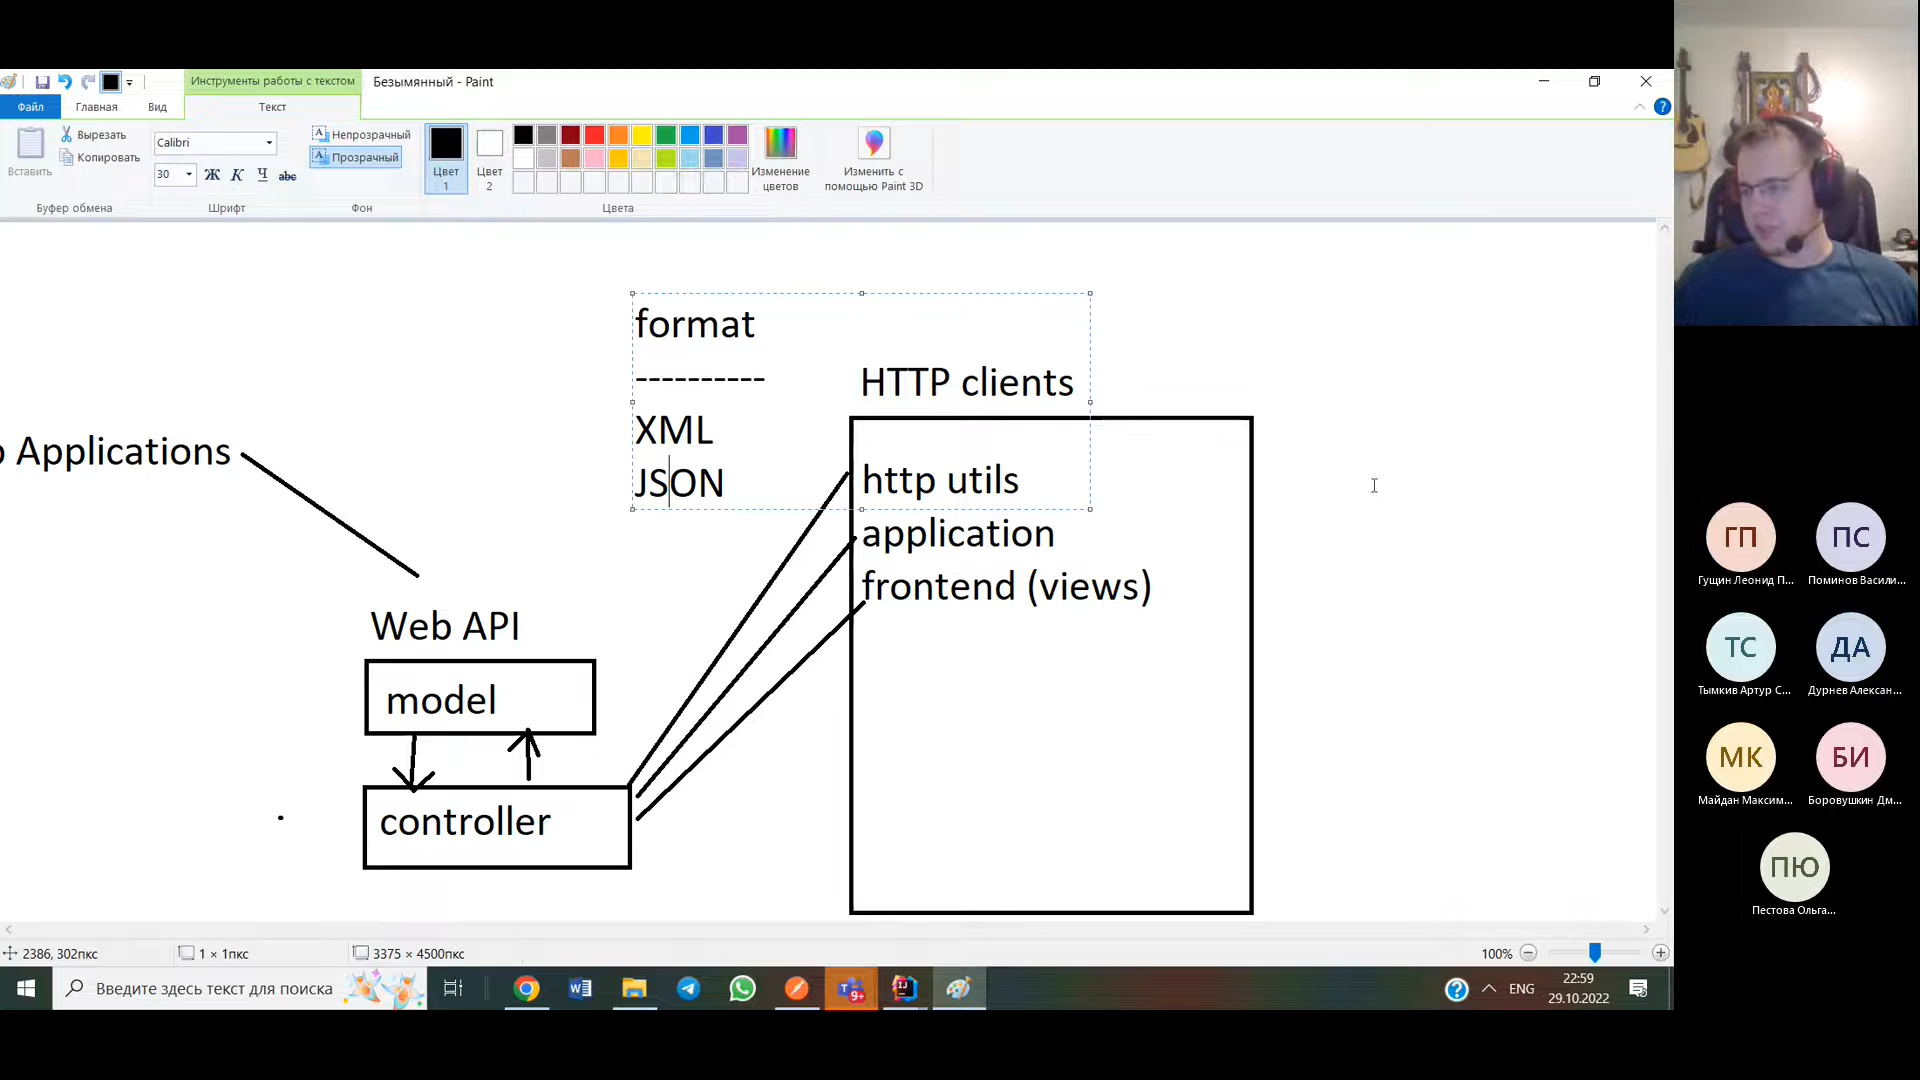 Инструменты работы с текстом
Безымянный - Paint
Файл
Главная
Вид
Текст
Вставить
Вырезать
Копировать
Буфер обмена
Calibri
30
Ж К Ч abc
Шрифт
Непрозрачный
Прозрачный
Фон
Цвет 1
Цвет 2
Цвета
Изменение цветов
Изменить с помощью Paint 3D
format
----------
XML
JSON
HTTP clients
http utils
application
frontend (views)
Applications
Web API
model
controller
ГП
Гущин Леонид П...
ПС
Поминов Васили...
ТС
Тымкив Артур С...
ДА
Дурнев Алексан...
МК
Майдан Максим...
БИ
Боровушкин Дм...
ПЮ
Пестова Ольга...
2386, 302пкс
1 × 1пкс
3375 × 4500пкс
100%
Введите здесь текст для поиска
9+
ENG
22:59
29.10.2022